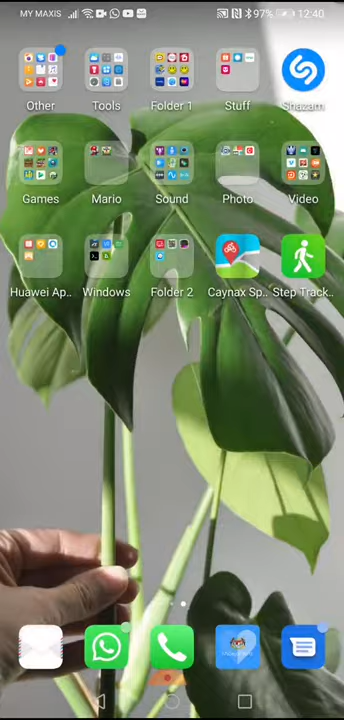 MY MAXIS 97% 12:40
Other Tools Folder 1 Stuff Shazam
Games Mario Sound Photo Video
Huawei Ap.. Windows Folder 2 Caynax Sp.. Step Track..